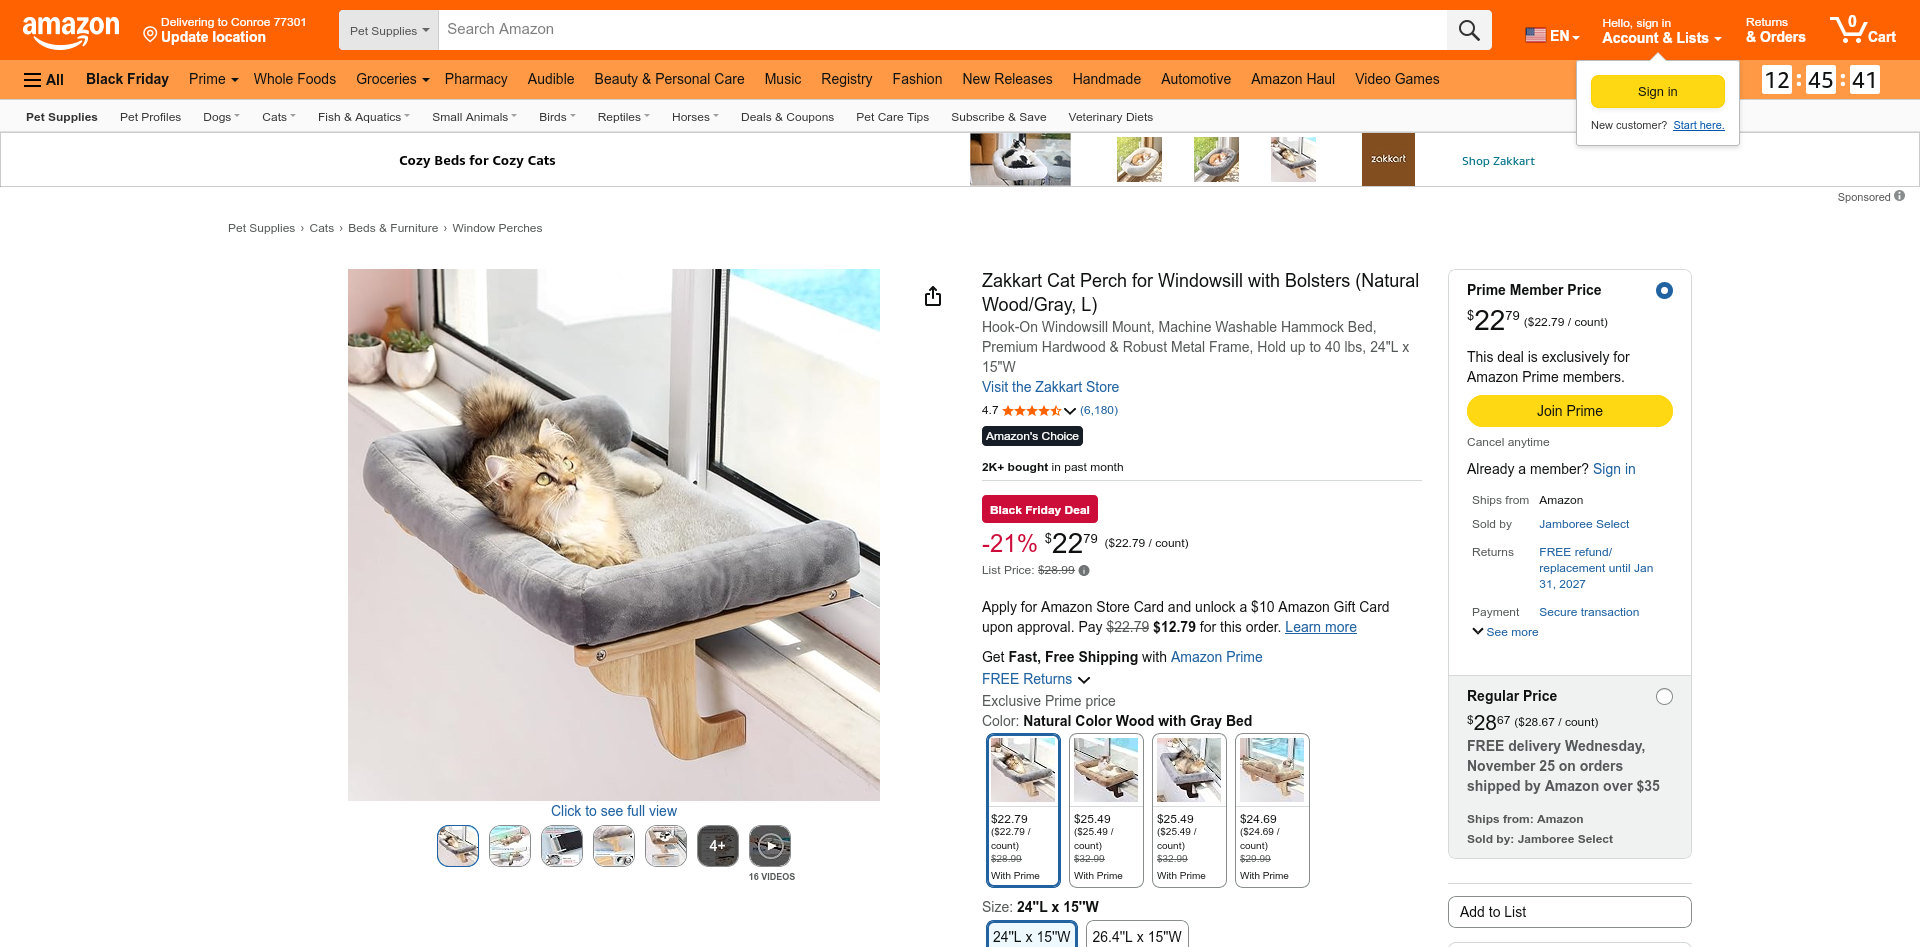 amazon
Delivering to Conroe 77301
Update location
Pet Supplies
Search Amazon
EN
Hello, sign in
Account & Lists
Returns
& Orders
0
Cart
All
Black Friday
Prime
Whole Foods
Groceries
Pharmacy
Audible
Beauty & Personal Care
Music
Registry
Fashion
New Releases
Handmade
Automotive
Amazon Haul
Video Games
12:45:41
Sign in
New customer? Start here.
Pet Supplies
Pet Profiles
Dogs
Cats
Fish & Aquatics
Small Animals
Birds
Reptiles
Horses
Deals & Coupons
Pet Care Tips
Subscribe & Save
Veterinary Diets
Cozy Beds for Cozy Cats
zakkart
Shop Zakkart
Sponsored
Pet Supplies › Cats › Beds & Furniture › Window Perches
Click to see full view
4+
16 VIDEOS
Zakkart Cat Perch for Windowsill with Bolsters (Natural
Wood/Gray, L)
Hook-On Windowsill Mount, Machine Washable Hammock Bed,
Premium Hardwood & Robust Metal Frame, Hold up to 40 lbs, 24"L x
15"W
Visit the Zakkart Store
4.7 (6,180)
Amazon's Choice
2K+ bought in past month
Black Friday Deal
-21% $22 79 ($22.79 / count)
List Price: $28.99
Apply for Amazon Store Card and unlock a $10 Amazon Gift Card
upon approval. Pay $22.79 $12.79 for this order. Learn more
Get Fast, Free Shipping with Amazon Prime
FREE Returns
Exclusive Prime price
Color: Natural Color Wood with Gray Bed
$22.79
($22.79 /
count)
$28.99
With Prime
$25.49
($25.49 /
count)
$32.99
With Prime
$25.49
($25.49 /
count)
$32.99
With Prime
$24.69
($24.69 /
count)
$29.99
With Prime
Size: 24"L x 15"W
24"L x 15"W
26.4"L x 15"W
Prime Member Price
$22 79 ($22.79 / count)
This deal is exclusively for
Amazon Prime members.
Join Prime
Cancel anytime
Already a member? Sign in
Ships from Amazon
Sold by Jamboree Select
Returns FREE refund/
replacement until Jan
31, 2027
Payment Secure transaction
See more
Regular Price
$28 67 ($28.67 / count)
FREE delivery Wednesday,
November 25 on orders
shipped by Amazon over $35
Ships from: Amazon
Sold by: Jamboree Select
Add to List